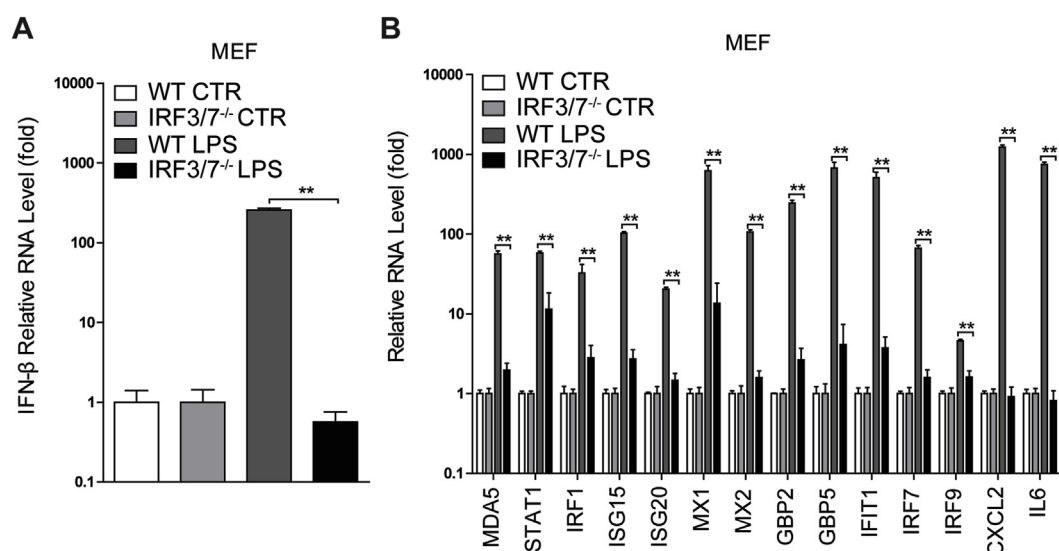 A
MEF
WT CTR
IRF3/7-/- CTR
WT LPS
IRF3/7-/- LPS
IFN-β Relative RNA Level (fold)
10000
1000
100
10
1
0.1
**
B
MEF
WT CTR
IRF3/7-/- CTR
WT LPS
IRF3/7-/- LPS
Relative RNA Level (fold)
10000
1000
100
10
1
0.1
**
**
**
**
**
**
**
**
**
**
**
**
**
**
MDA5
STAT1
IRF1
ISG15
ISG20
MX1
MX2
GBP2
GBP5
IFIT1
IRF7
IRF9
CXCL2
IL6